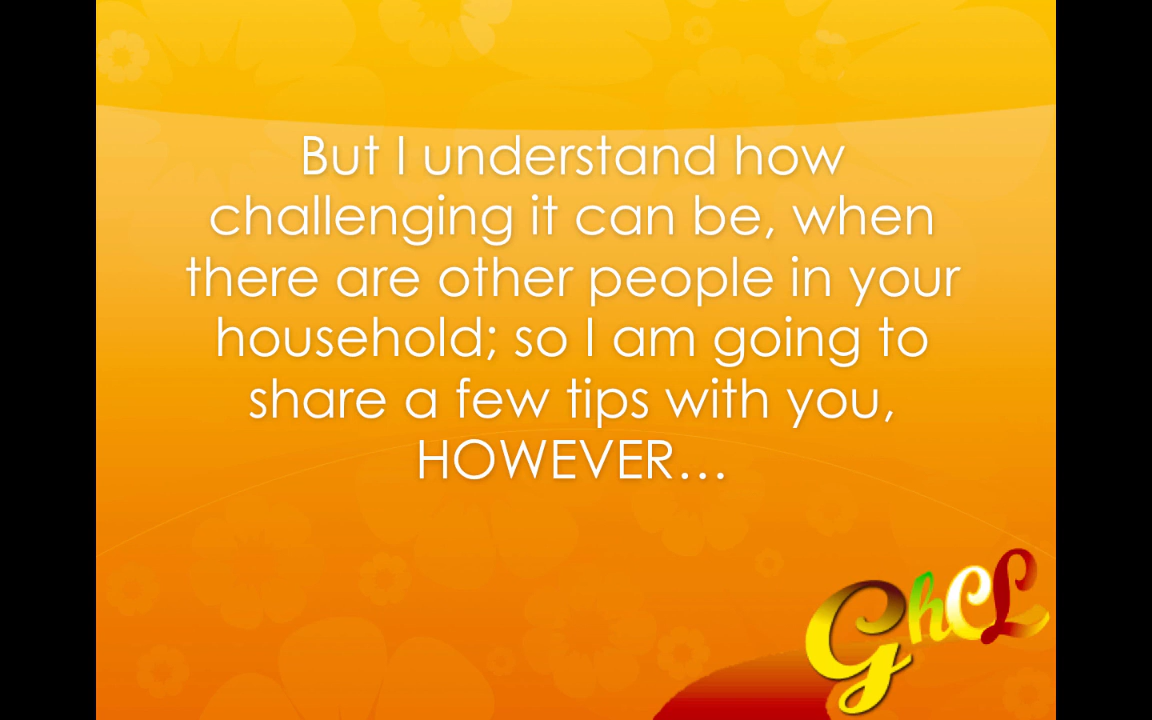 But I understand how
challenging it can be, when
there are other people in your
household; so I am going to
share a few tips with you,
HOWEVER…
GhCL